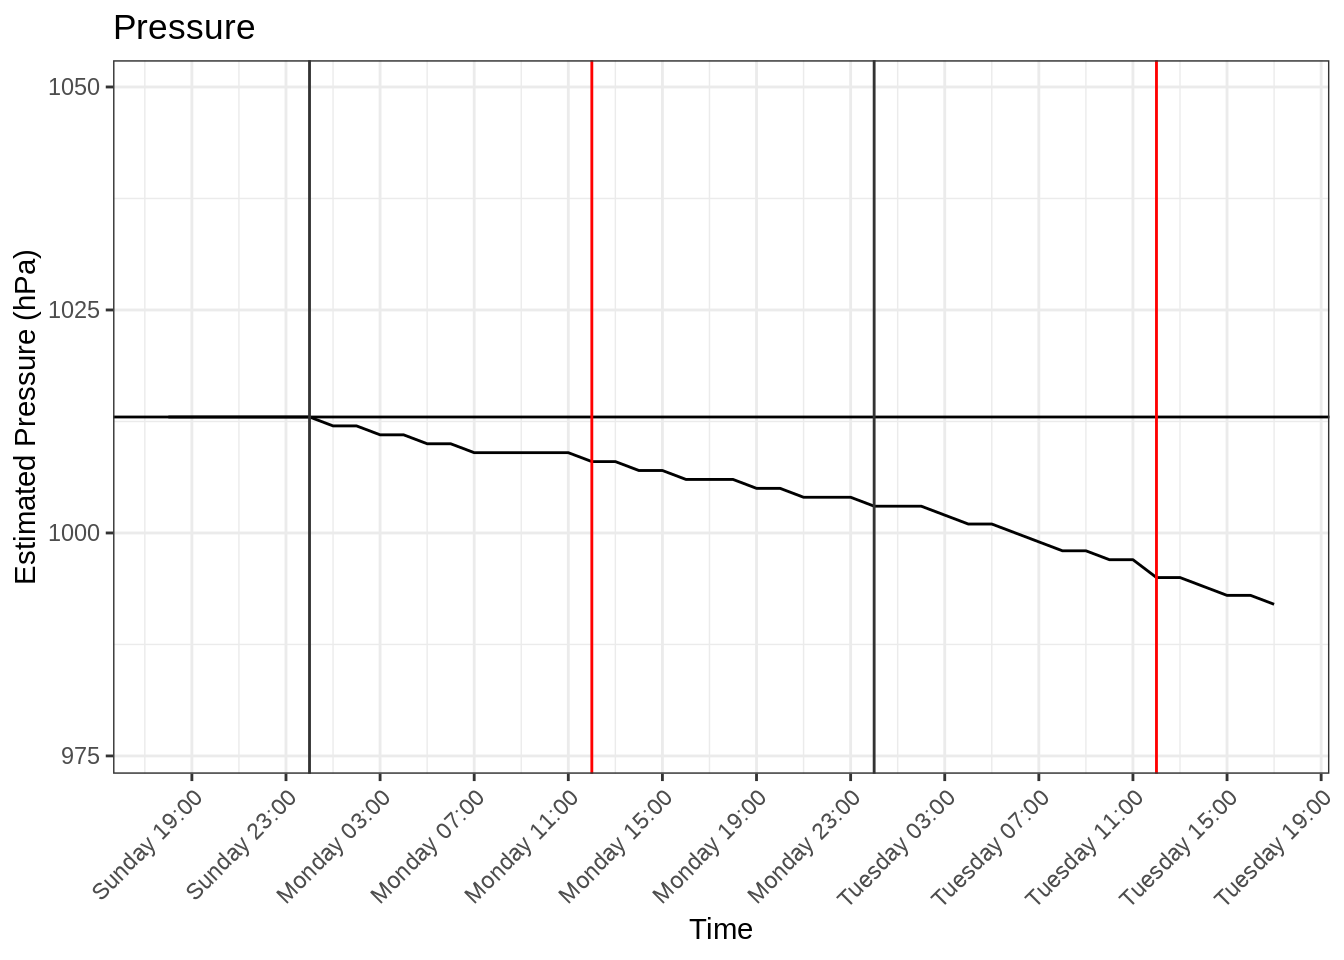 Pressure
Estimated Pressure (hPa)
1050
1025
1000
975
Sunday 19:00
Sunday 23:00
Monday 03:00
Monday 07:00
Monday 11:00
Monday 15:00
Monday 19:00
Monday 23:00
Tuesday 03:00
Tuesday 07:00
Tuesday 11:00
Tuesday 15:00
Tuesday 19:00
Time